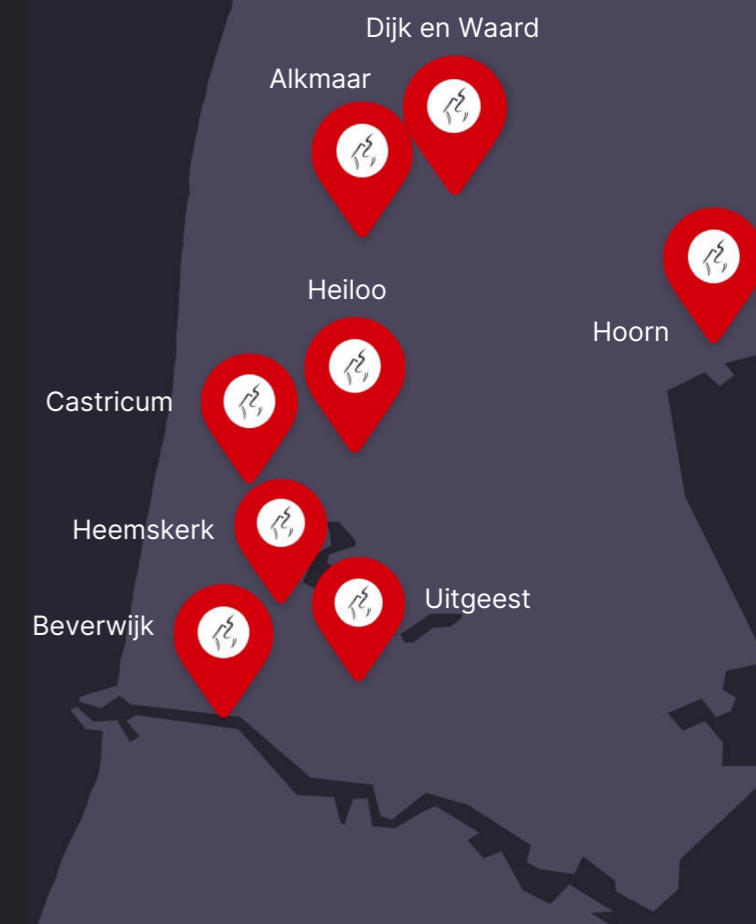 Dijk en Waard
Alkmaar
Heiloo
Hoorn
Castricum
Heemskerk
Uitgeest
Beverwijk